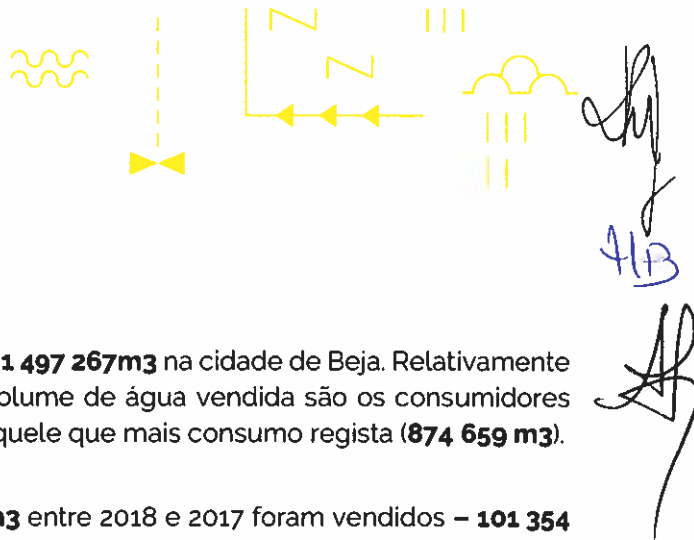 1 497 267m3 na cidade de Beja. Relativamente
olume de água vendida são os consumidores
quele que mais consumo regista (874 659 m3).
m3 entre 2018 e 2017 foram vendidos – 101 354